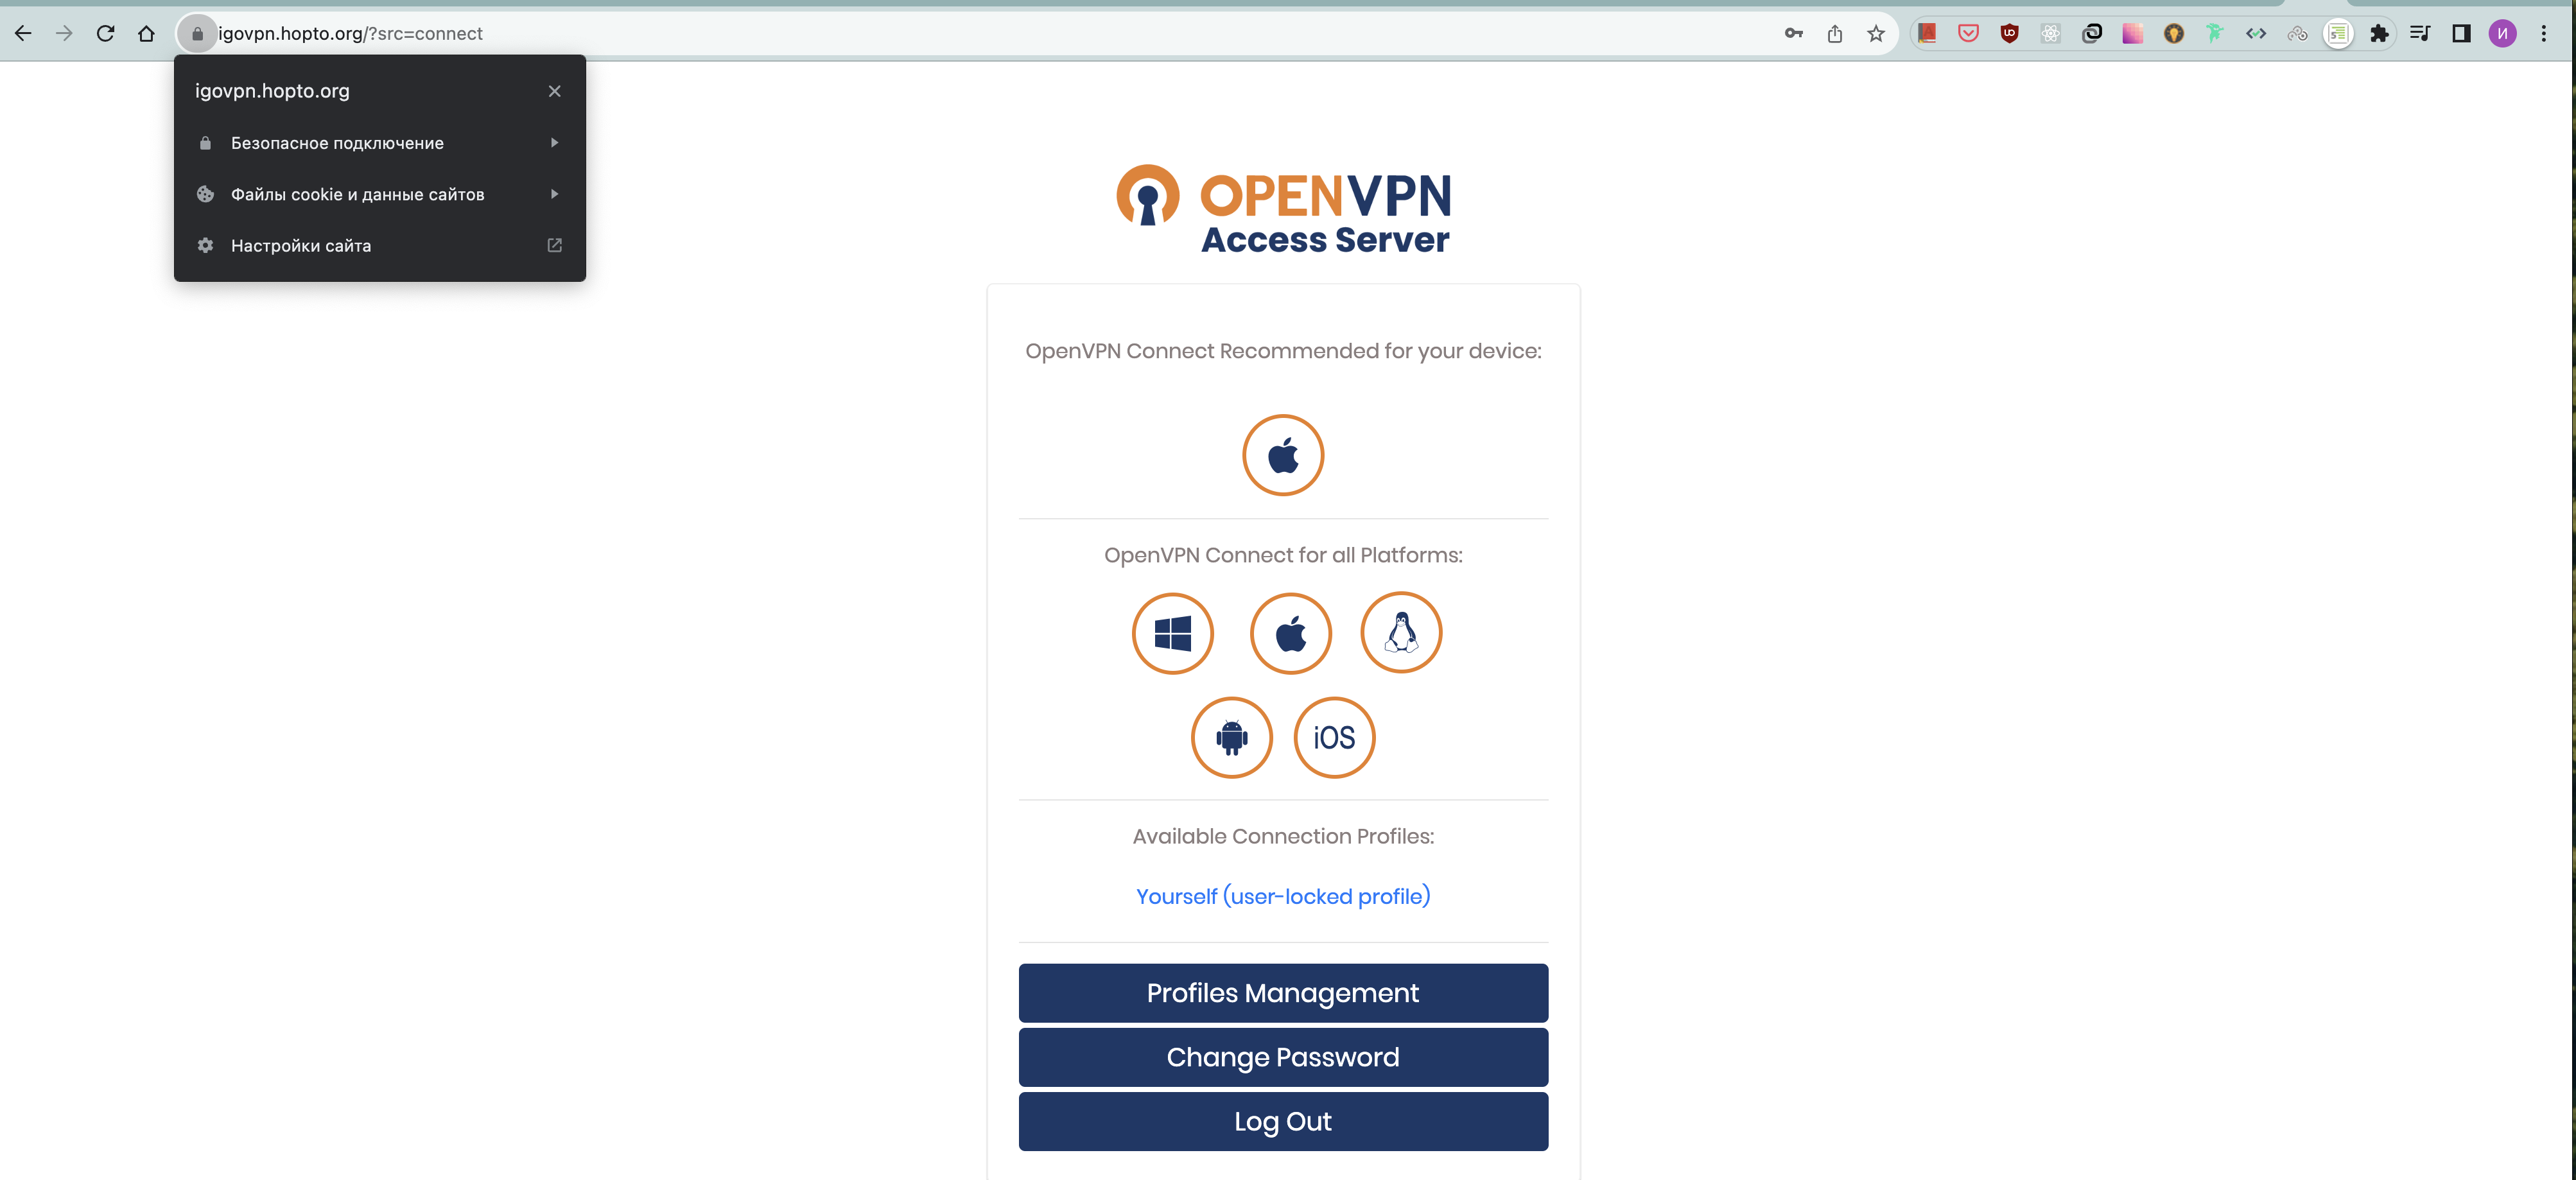 igovpn.hopto.org/?src=connect
И
igovpn.hopto.org
Безопасное подключение
Файлы cookie и данные сайтов
Настройки сайта
OPENVPN
Access Server
OpenVPN Connect Recommended for your device:
OpenVPN Connect for all Platforms:
iOS
Available Connection Profiles:
Yourself (user-locked profile)
Profiles Management
Change Password
Log Out